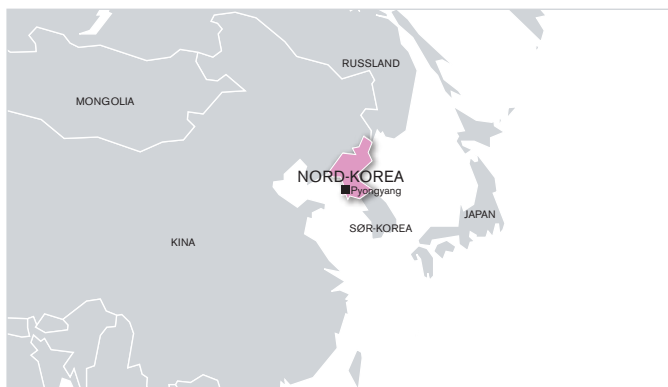 RUSSLAND
MONGOLIA
NORD-KOREA
Pyongyang
JAPAN
SØR-KOREA
KINA